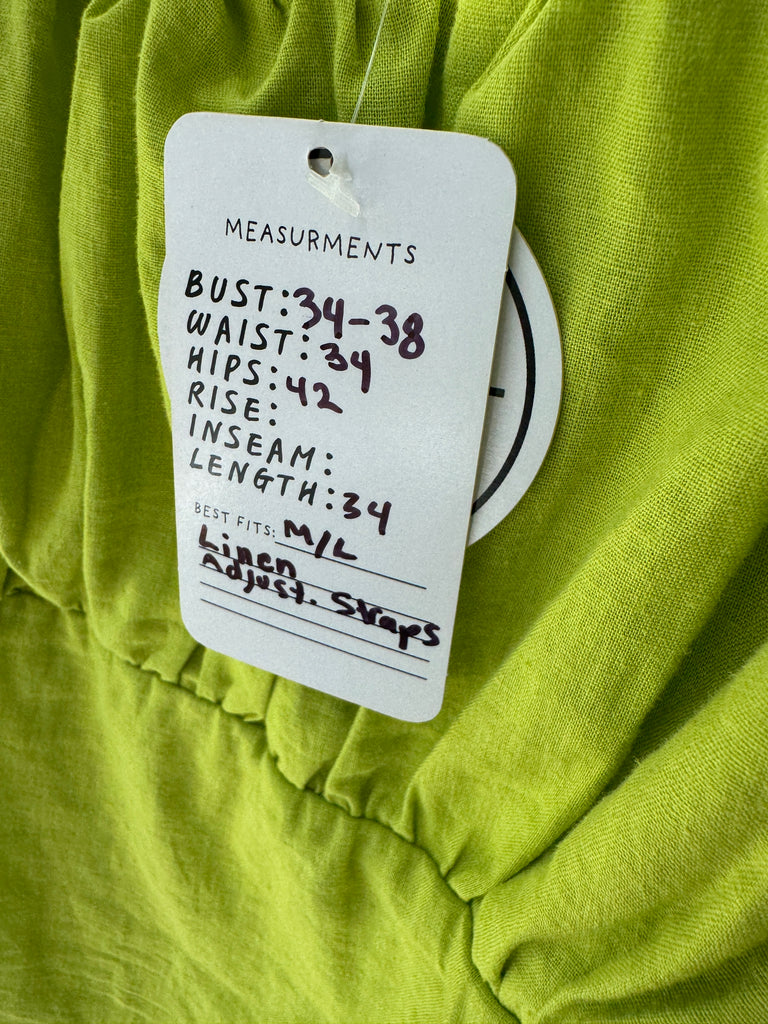 MEASURMENTS
BUST: 34-38
WAIST: 34
HIPS: 42
RISE:
INSEAM:
LENGTH: 34
BEST FITS: M/L
Linen
Adjust. Straps